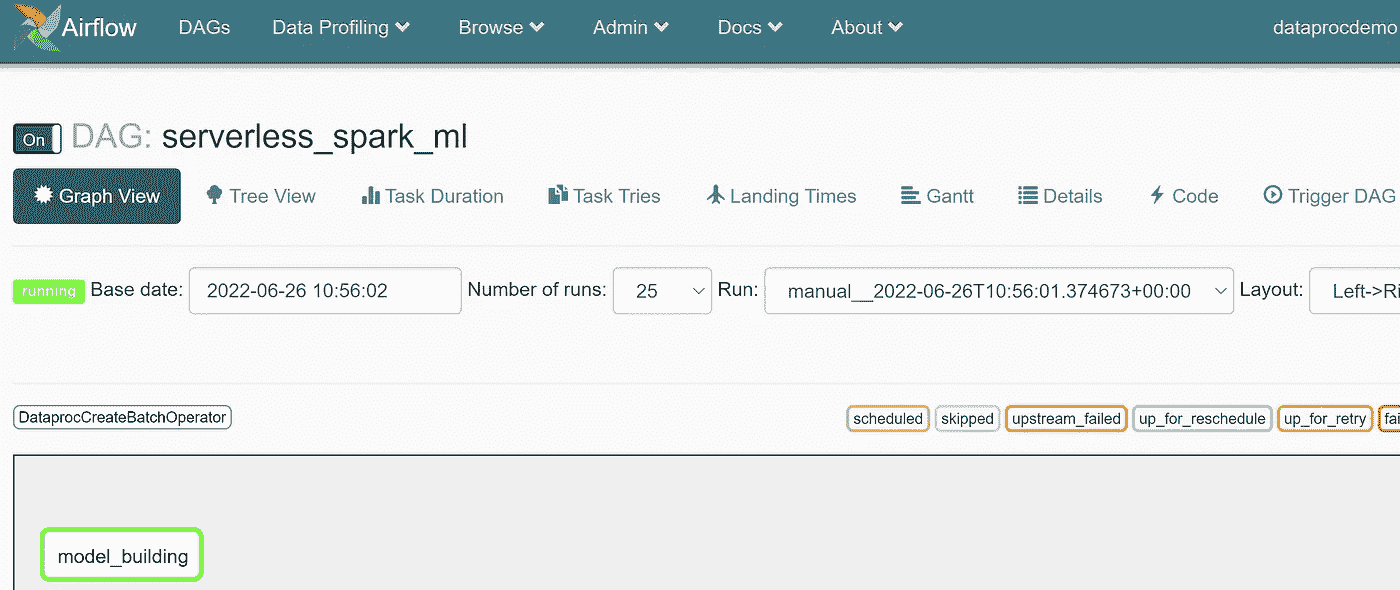 Airflow DAGs Data Profiling Browse Admin Docs About dataprocdemo
On DAG: serverless_spark_ml
Graph View Tree View Task Duration Task Tries Landing Times Gantt Details Code Trigger DAG
running Base date: 2022-06-26 10:56:02 Number of runs: 25 Run: manual__2022-06-26T10:56:01.374673+00:00 Layout: Left->Ri
DataprocCreateBatchOperator scheduled skipped upstream_failed up_for_reschedule up_for_retry fai
model_building